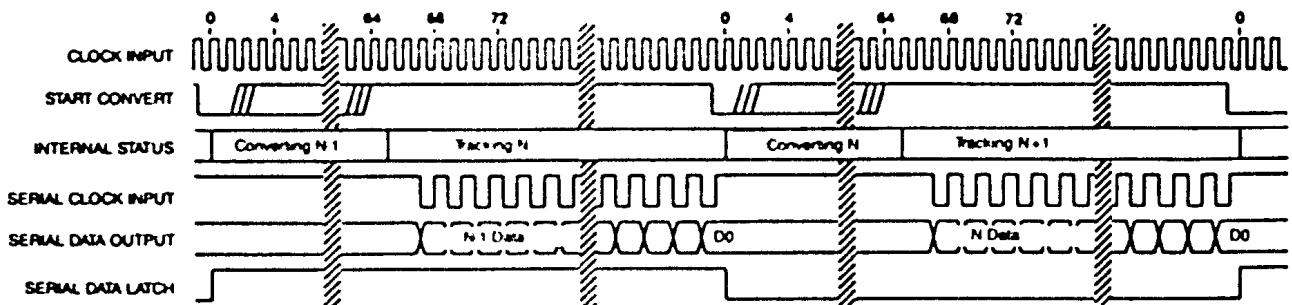 0 4 64 68 72 0 4 64 68 72 0
CLOCK INPUT
START CONVERT
INTERNAL STATUS Converting N-1 Tracking N Converting N Tracking N+1
SERIAL CLOCK INPUT
SERIAL DATA OUTPUT N-1 Data D0 N Data D0
SERIAL DATA LATCH